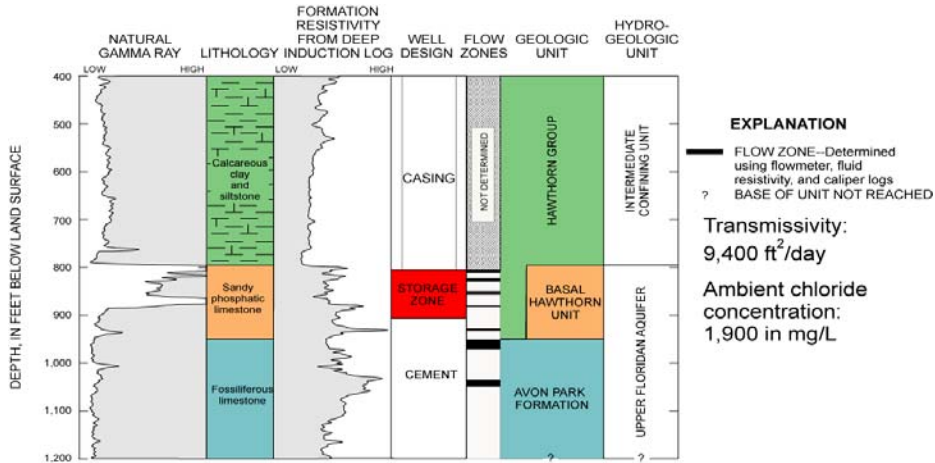 NATURAL
GAMMA RAY
LITHOLOGY
FORMATION
RESISTIVITY
FROM DEEP
INDUCTION LOG
WELL
DESIGN
FLOW
ZONES
GEOLOGIC
UNIT
HYDRO-
GEOLOGIC
UNIT
LOW
HIGH
LOW
HIGH
DEPTH, IN FEET BELOW LAND SURFACE
400
500
600
700
800
900
1,000
1,100
1,200
Calcareous
clay
and
siltstone
Sandy
phosphatic
limestone
Fossiliferous
limestone
CASING
STORAGE
ZONE
CEMENT
NOT DETERMINED
HAWTHORN GROUP
BASAL
HAWTHORN
UNIT
AVON PARK
FORMATION
?
INTERMEDIATE
CONFINING UNIT
UPPER FLORIDAN AQUIFER
?
EXPLANATION
FLOW ZONE--Determined
using flowmeter, fluid
resistivity, and caliper logs
? BASE OF UNIT NOT REACHED
Transmissivity:
9,400 ft²/day
Ambient chloride
concentration:
1,900 in mg/L